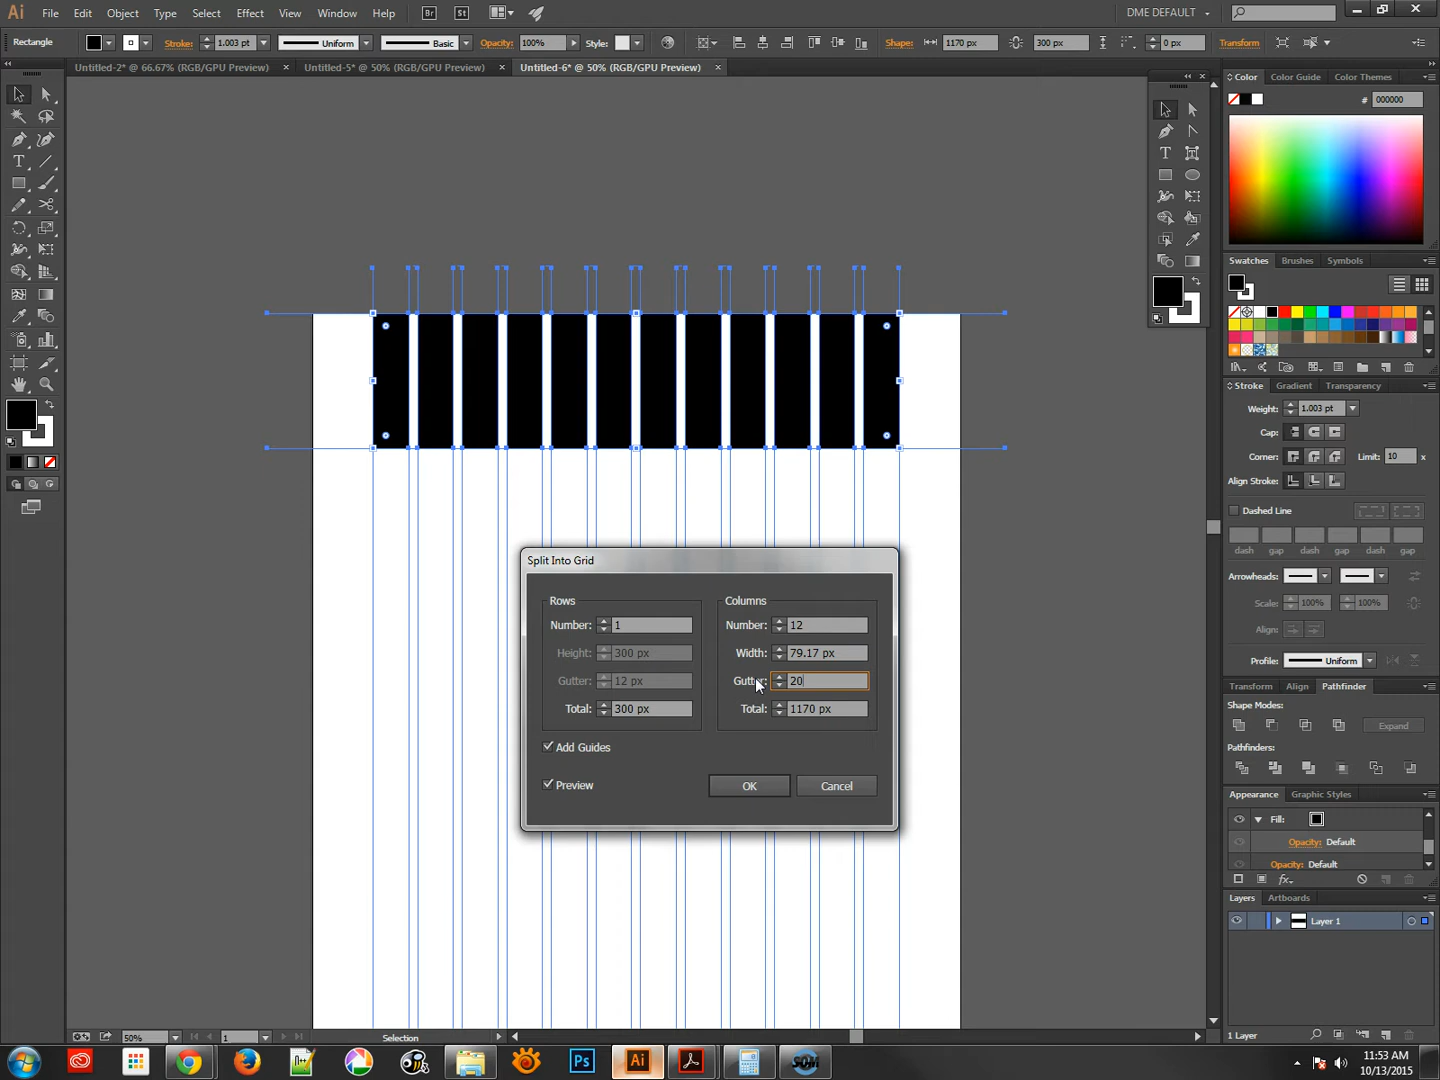 Ai File Edit Object Type Select Effect View Window Help Br St DME DEFAULT
Rectangle Stroke: 1.003 pt Uniform Basic Opacity: 100% Style: Shape: 1170 px 300 px 0 px Transform
Untitled-2* @ 66.67% (RGB/GPU Preview) × Untitled-5* @ 50% (RGB/GPU Preview) × Untitled-6* @ 50% (RGB/GPU Preview) ×
Color Color Guide Color Themes
# 000000
Swatches Brushes Symbols
Stroke Gradient Transparency
Weight: 1.003 pt
Cap:
Corner: Limit: 10 x
Align Stroke:
Dashed Line
dash gap dash gap dash gap
Arrowheads:
Scale: 100% 100%
Align:
Profile: Uniform
Transform Align Pathfinder
Shape Modes:
Expand
Pathfinders:
Appearance Graphic Styles
Fill:
Opacity: Default
Opacity: Default
fx
Layers Artboards
Layer 1
1 Layer
Split Into Grid
Rows
Number: 1
Height: 300 px
Gutter: 12 px
Total: 300 px
Columns
Number: 12
Width: 79.17 px
Gutter: 20
Total: 1170 px
Add Guides
Preview
OK Cancel
50% 1 Selection
Ps Ai
11:53 AM
10/13/2015